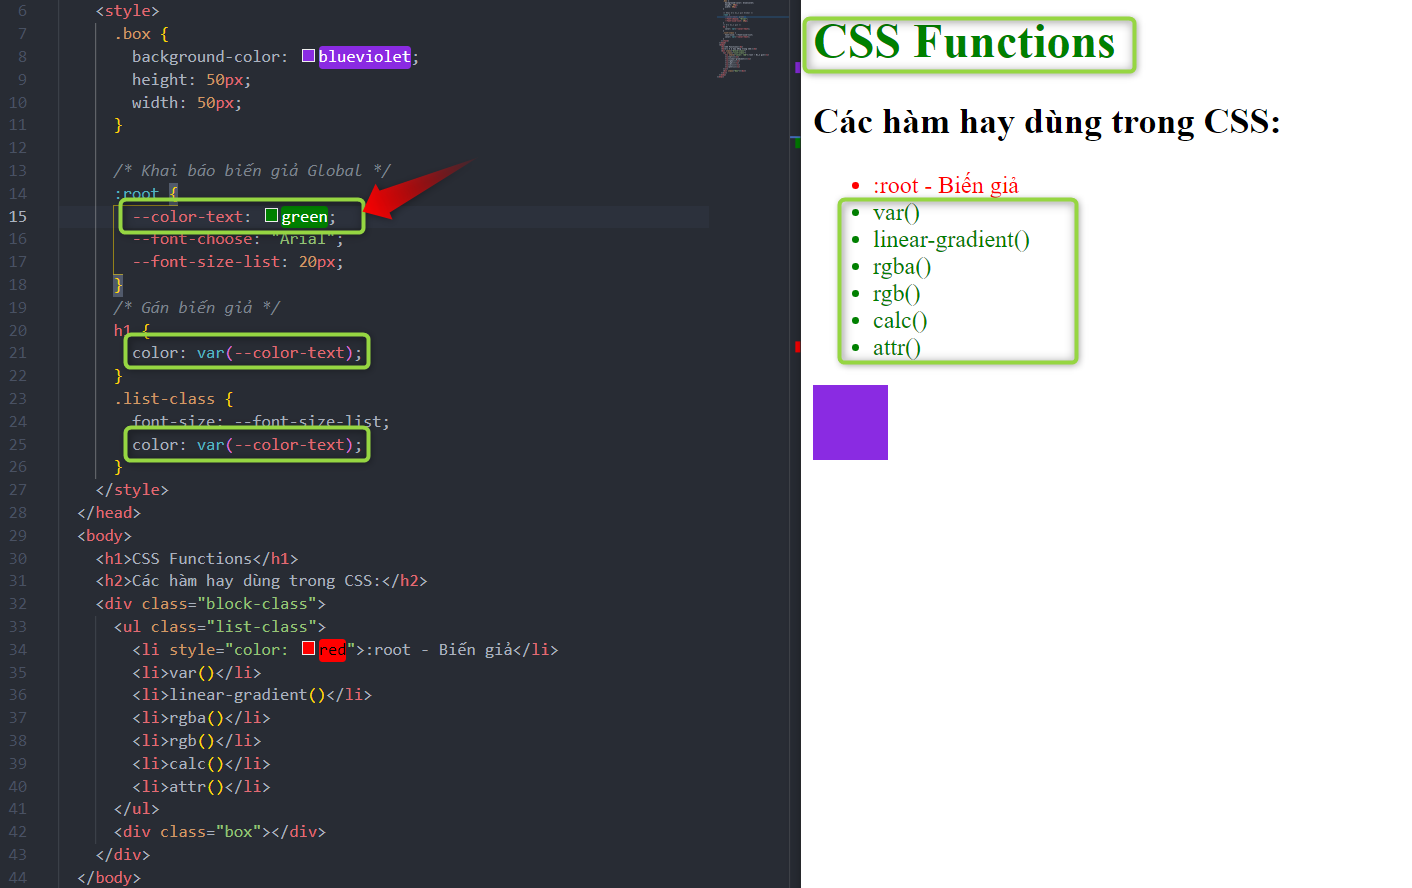 6 <style>
7 .box {
8 background-color: blueviolet;
9 height: 50px;
10 width: 50px;
11 }
12
13 /* Khai báo biến giả Global */
14 :root {
15 --color-text: green;
16 --font-choose: "Arial";
17 --font-size-list: 20px;
18 }
19 /* Gán biến giả */
20 h1 {
21 color: var(--color-text);
22 }
23 .list-class {
24 font-size: --font-size-list;
25 color: var(--color-text);
26 }
27 </style>
28 </head>
29 <body>
30 <h1>CSS Functions</h1>
31 <h2>Các hàm hay dùng trong CSS:</h2>
32 <div class="block-class">
33 <ul class="list-class">
34 <li style="color: red">:root - Biến giả</li>
35 <li>var()</li>
36 <li>linear-gradient()</li>
37 <li>rgba()</li>
38 <li>rgb()</li>
39 <li>calc()</li>
40 <li>attr()</li>
41 </ul>
42 <div class="box"></div>
43 </div>
44 </body>
CSS Functions
Các hàm hay dùng trong CSS:
• :root - Biến giả
• var()
• linear-gradient()
• rgba()
• rgb()
• calc()
• attr()